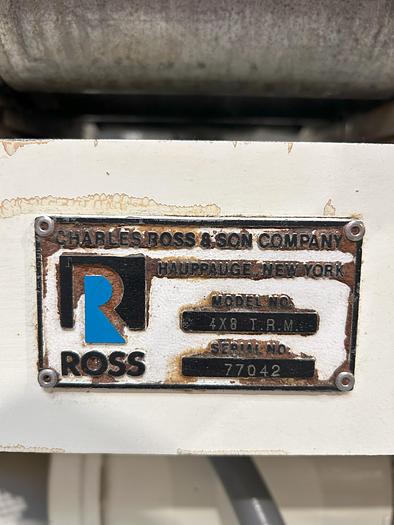 CHARLES ROSS & SON COMPANY
HAUPPAUGE, NEW YORK
MODEL NO.
4X8 T.R.M.
SERIAL NO.
77042
R
ROSS